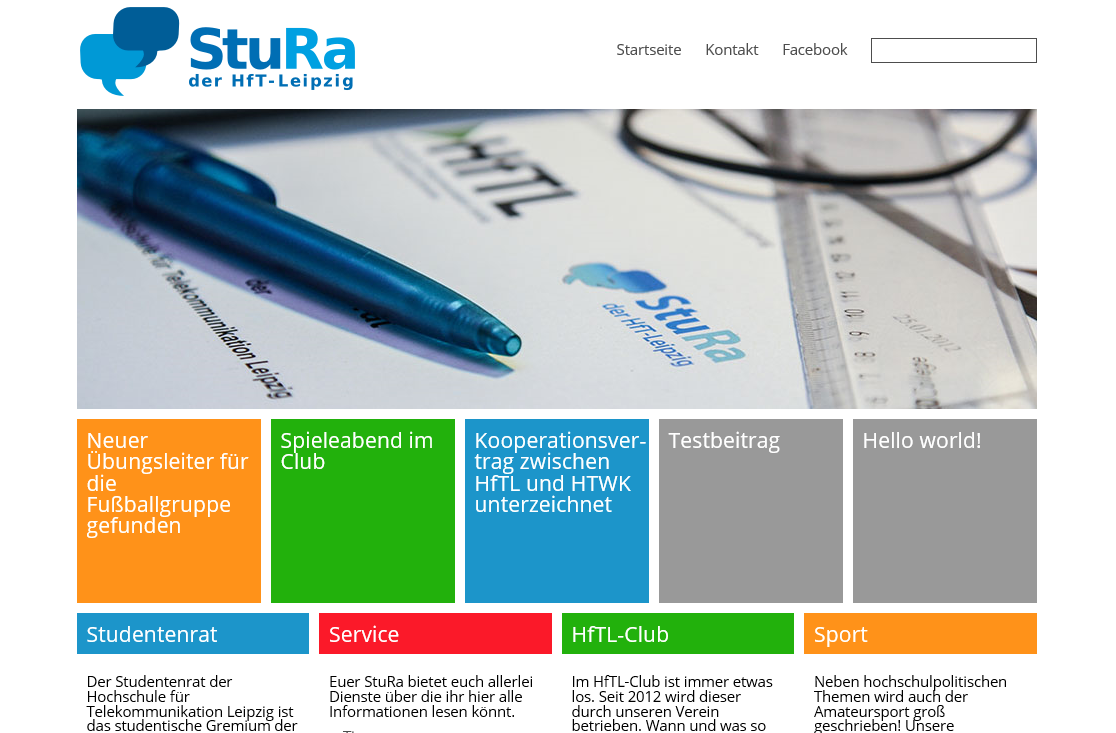 StuRa
der HfT-Leipzig
Startseite Kontakt Facebook
HfTL
für Telekommunikation Leipzig
der
StuRa
der HfT-Leipzig
25.01.2012
Neuer
Übungsleiter für
die
Fußballgruppe
gefunden
Spieleabend im
Club
Kooperationsver-
trag zwischen
HfTL und HTWK
unterzeichnet
Testbeitrag
Hello world!
Studentenrat
Der Studentenrat der
Hochschule für
Telekommunikation Leipzig ist
das studentische Gremium der
Service
Euer StuRa bietet euch allerlei
Dienste über die ihr hier alle
Informationen lesen könnt.
HfTL-Club
Im HfTL-Club ist immer etwas
los. Seit 2012 wird dieser
durch unseren Verein
betrieben. Wann und was so
Sport
Neben hochschulpolitischen
Themen wird auch der
Amateursport groß
geschrieben! Unsere